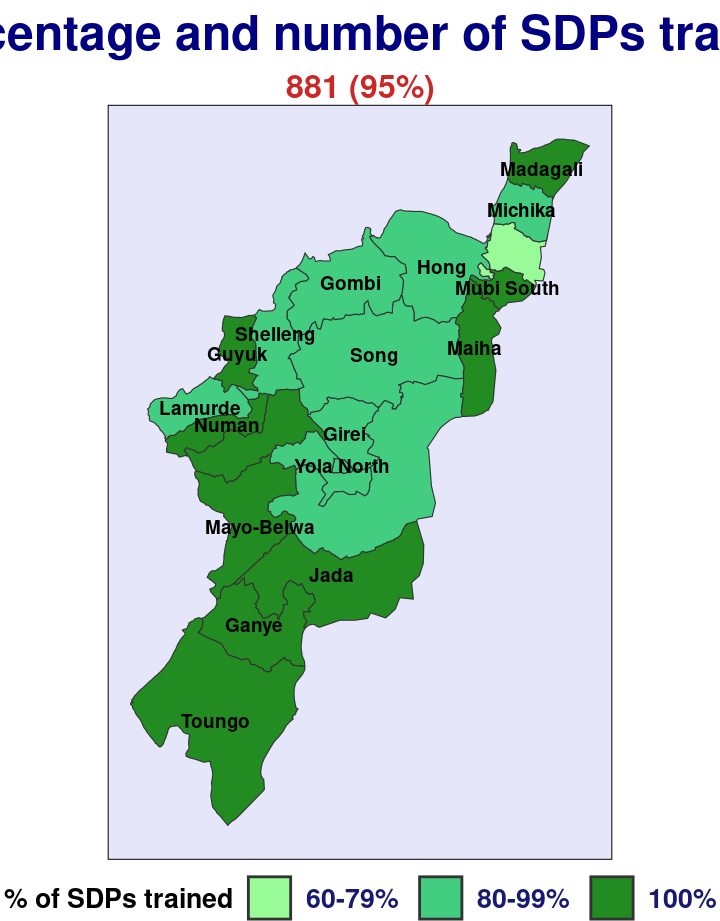 centage and number of SDPs tra
881 (95%)
Madagali
Michika
Hong
Gombi
Mubi South
Shelleng
Guyuk
Song
Maiha
Lamurde
Numan
Girei
Yola North
Mayo-Belwa
Jada
Ganye
Toungo
% of SDPs trained 60-79% 80-99% 100%